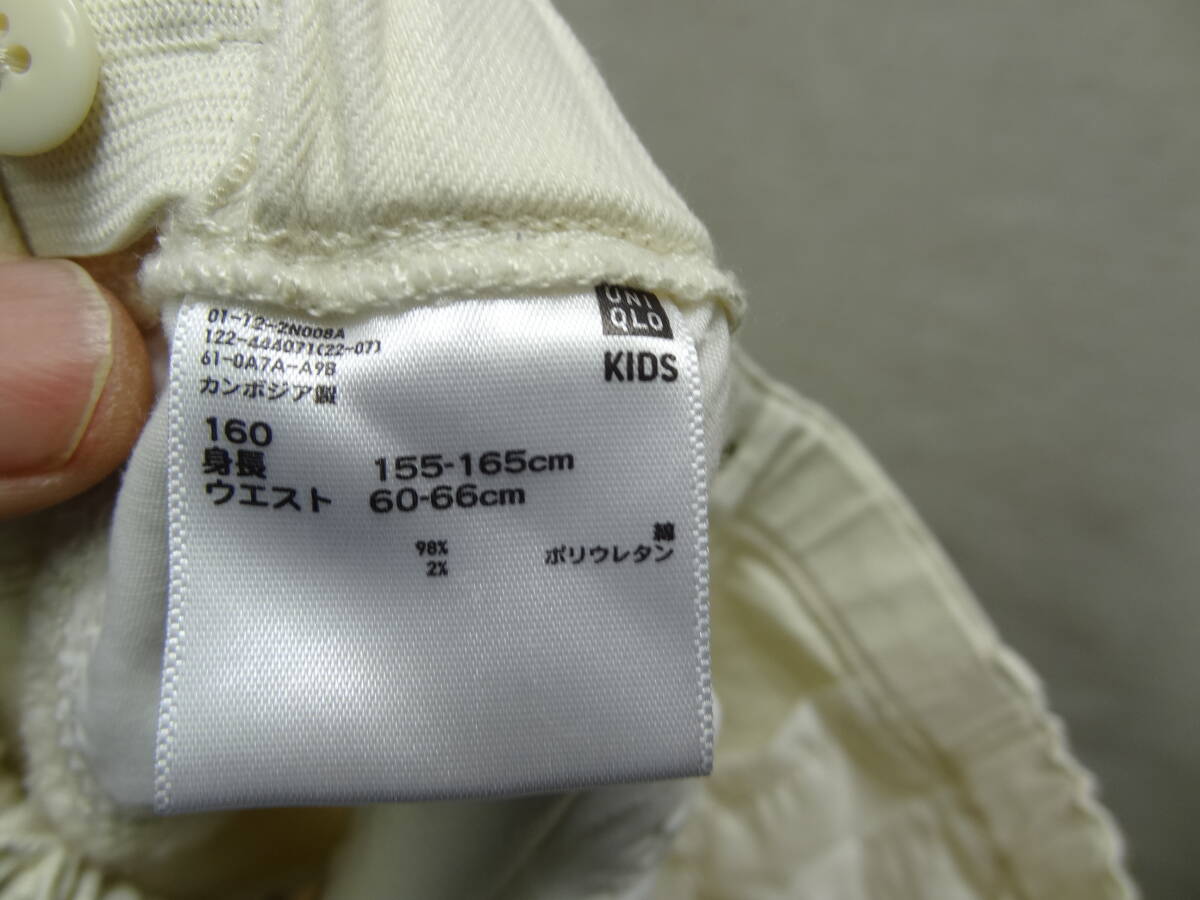 UNI
QLO
KIDS
01-12-2N008A
122-444071(22-07)
61-0A7A-A9B
カンボジア製
160
身長 155-165cm
ウエスト 60-66cm
98% 綿
2% ポリウレタン